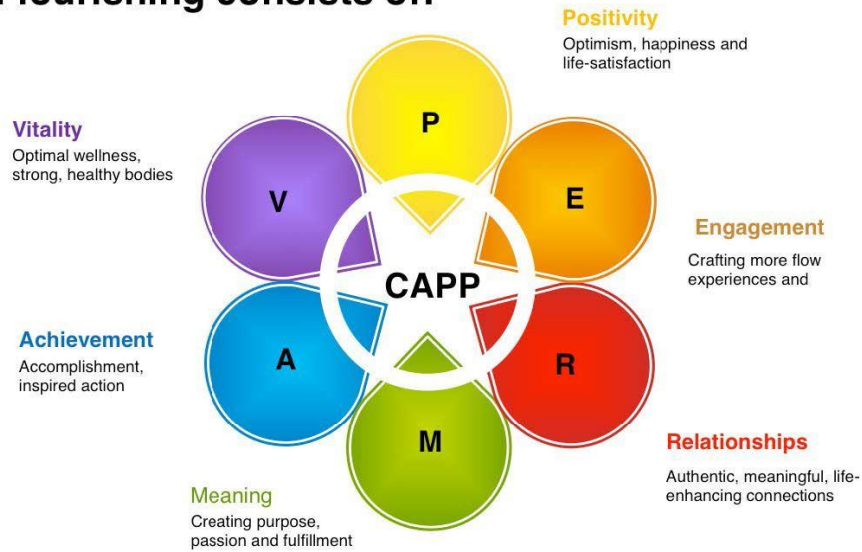 Flourishing consists of:
Positivity
Optimism, happiness and
life-satisfaction
P
Vitality
Optimal wellness,
strong, healthy bodies
V
E
Engagement
Crafting more flow
experiences and
CAPP
Achievement
Accomplishment,
inspired action
A
R
M
Relationships
Authentic, meaningful, life-
enhancing connections
Meaning
Creating purpose,
passion and fulfillment